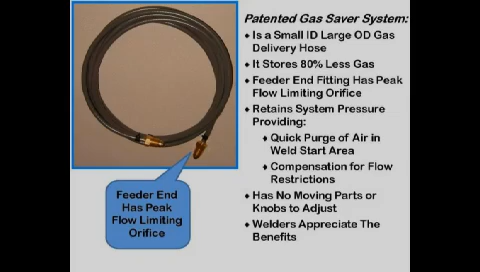 Patented Gas Saver System:
♦ Is a Small ID Large OD Gas
Delivery Hose
♦ It Stores 80% Less Gas
♦ Feeder End Fitting Has Peak
Flow Limiting Orifice
♦ Retains System Pressure
Providing:
♦ Quick Purge of Air in
Weld Start Area
♦ Compensation for Flow
Restrictions
♦ Has No Moving Parts or
Knobs to Adjust
♦ Welders Appreciate The
Benefits
Feeder End
Has Peak
Flow Limiting
Orifice